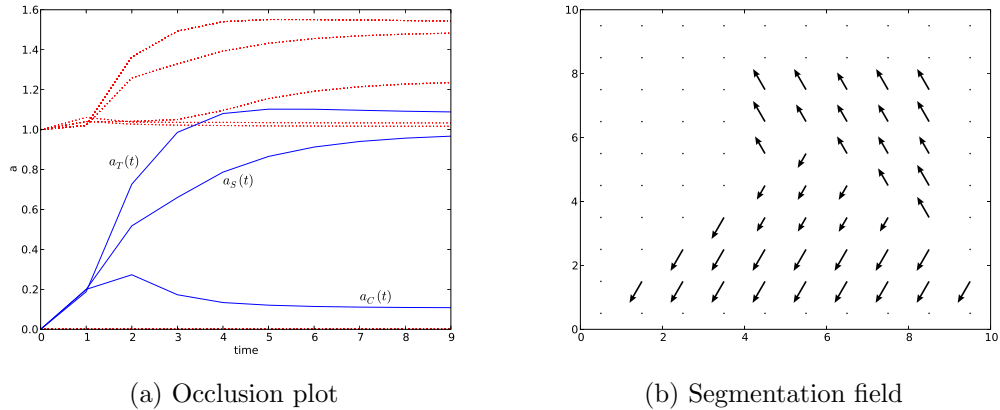 1.6
1.4
1.2
1.0
0.8
0.6
0.4
0.2
0.0
a
a_T(t)
a_S(t)
a_C(t)
0 1 2 3 4 5 6 7 8 9
time
10
8
6
4
2
0
0 2 4 6 8 10
(a) Occlusion plot
(b) Segmentation field